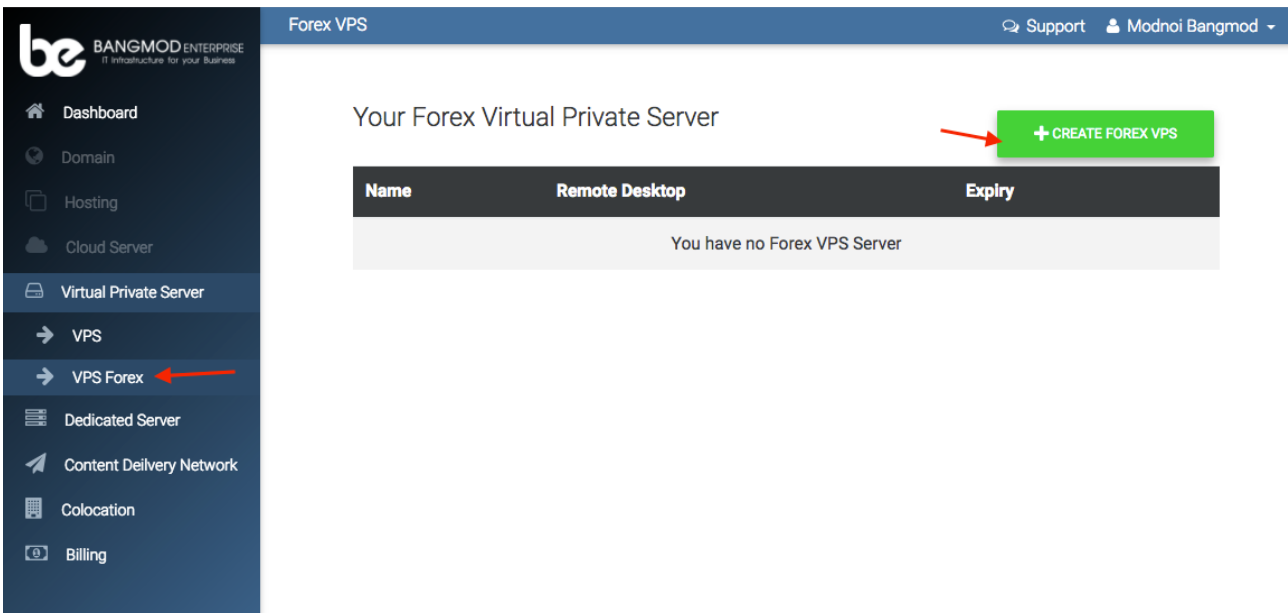 be BANGMOD ENTERPRISE
IT Infrastructure for your Business
Forex VPS
Support
Modnoi Bangmod
Dashboard
Domain
Hosting
Cloud Server
Virtual Private Server
VPS
VPS Forex
Dedicated Server
Content Deilvery Network
Colocation
Billing
Your Forex Virtual Private Server
CREATE FOREX VPS
Name Remote Desktop Expiry
You have no Forex VPS Server